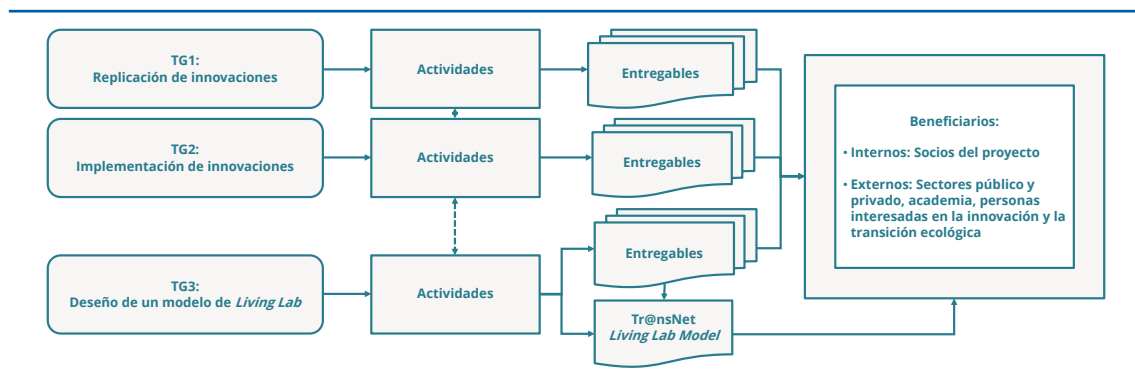 TG1:
Replicación de innovaciones
Actividades
Entregables
TG2:
Implementación de innovaciones
Actividades
Entregables
TG3:
Deseño de un modelo de Living Lab
Actividades
Entregables
Tr@nsNet
Living Lab Model
Beneficiarios:
• Internos: Socios del proyecto
• Externos: Sectores público y
privado, academia, personas
interesadas en la innovación y la
transición ecológica